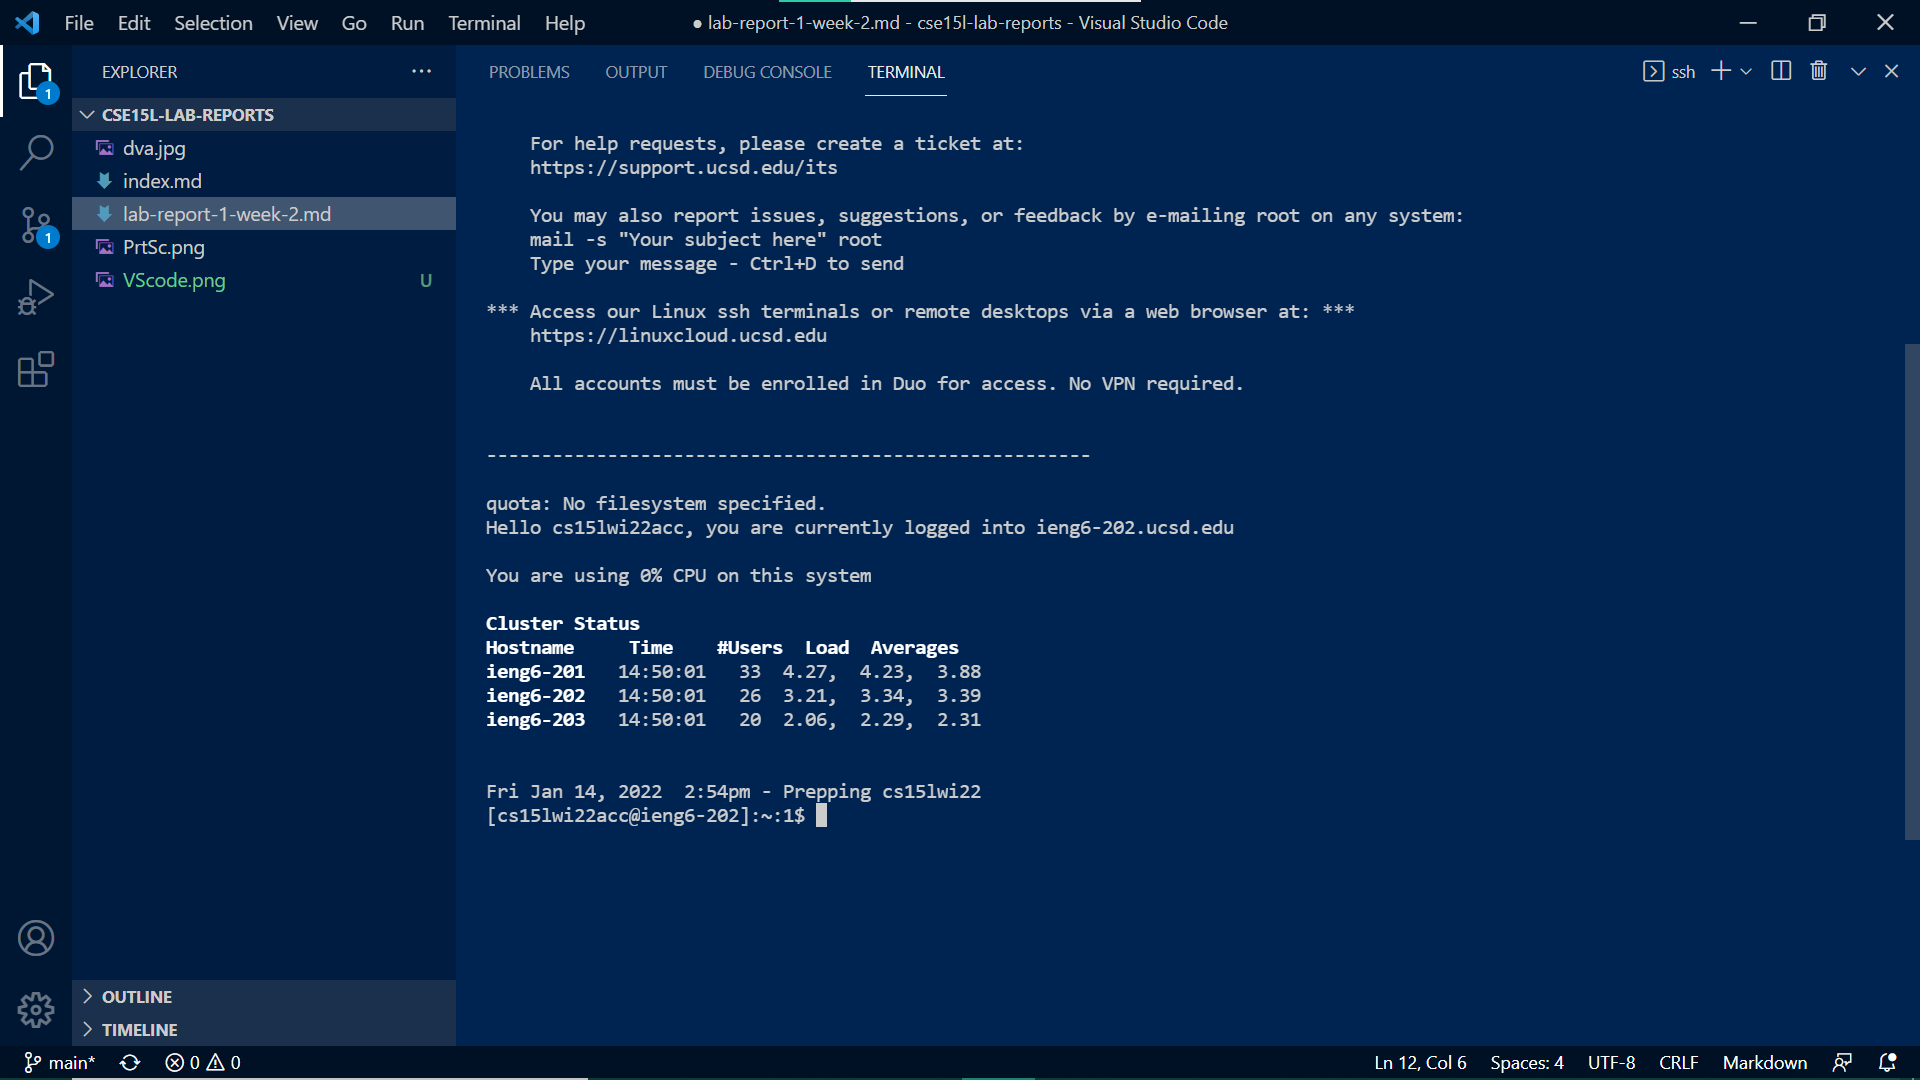 File Edit Selection View Go Run Terminal Help
● lab-report-1-week-2.md - cse15l-lab-reports - Visual Studio Code
EXPLORER
PROBLEMS OUTPUT DEBUG CONSOLE TERMINAL
ssh
1
CSE15L-LAB-REPORTS
dva.jpg
index.md
lab-report-1-week-2.md
1
PrtSc.png
VScode.png U
For help requests, please create a ticket at:
https://support.ucsd.edu/its
You may also report issues, suggestions, or feedback by e-mailing root on any system:
mail -s "Your subject here" root
Type your message - Ctrl+D to send
*** Access our Linux ssh terminals or remote desktops via a web browser at: ***
https://linuxcloud.ucsd.edu
All accounts must be enrolled in Duo for access. No VPN required.
-------------------------------------------------------
quota: No filesystem specified.
Hello cs15lwi22acc, you are currently logged into ieng6-202.ucsd.edu
You are using 0% CPU on this system
Cluster Status
Hostname Time #Users Load Averages
ieng6-201 14:50:01 33 4.27, 4.23, 3.88
ieng6-202 14:50:01 26 3.21, 3.34, 3.39
ieng6-203 14:50:01 20 2.06, 2.29, 2.31
Fri Jan 14, 2022 2:54pm - Prepping cs15lwi22
[cs15lwi22acc@ieng6-202]:~:1$
OUTLINE
TIMELINE
main* 0 0
Ln 12, Col 6 Spaces: 4 UTF-8 CRLF Markdown